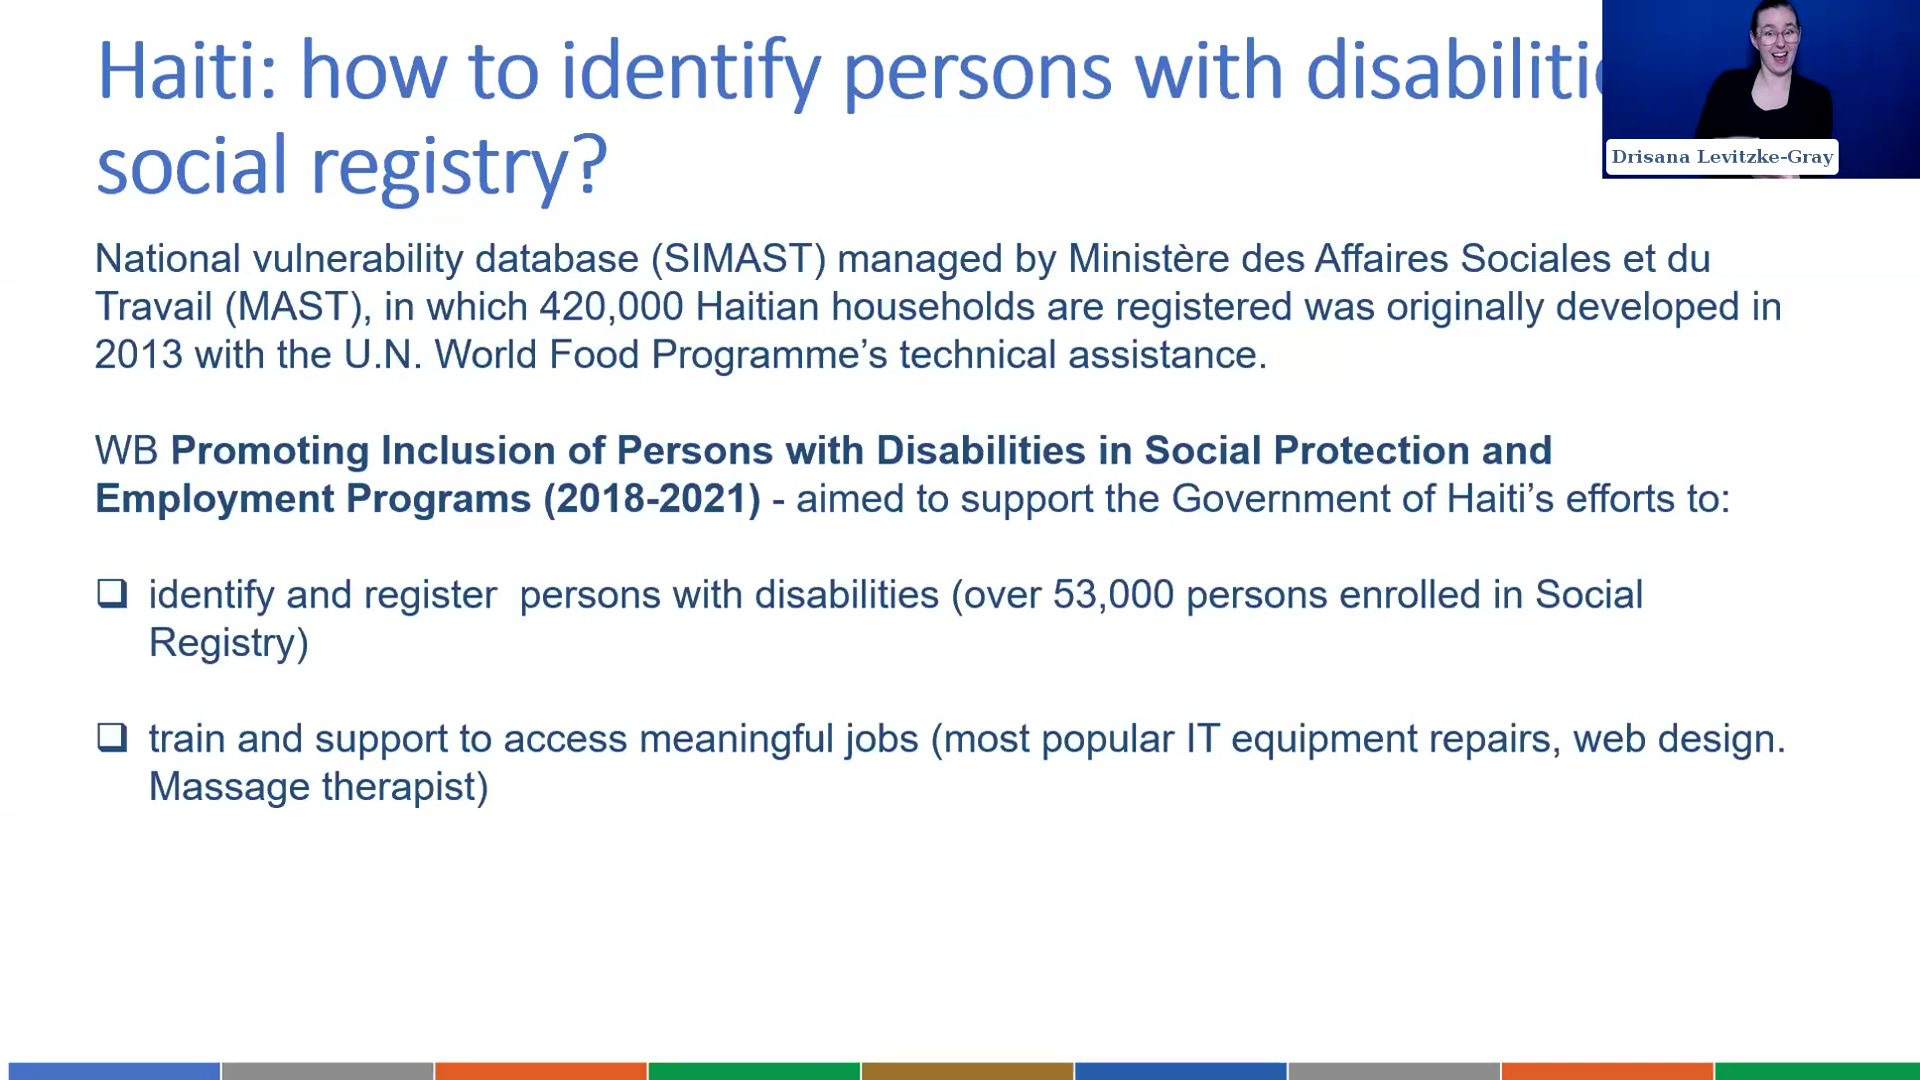 Haiti: how to identify persons with
social registry?
Drisana Levitzke-Gray
National vulnerability database (SIMAST) managed by Ministère des Affaires Sociales et du
Travail (MAST), in which 420,000 Haitian households are registered was originally developed in
2013 with the U.N. World Food Programme’s technical assistance.
WB Promoting Inclusion of Persons with Disabilities in Social Protection and
Employment Programs (2018-2021) - aimed to support the Government of Haiti’s efforts to:
❑ identify and register  persons with disabilities (over 53,000 persons enrolled in Social
Registry)
❑ train and support to access meaningful jobs (most popular IT equipment repairs, web design.
Massage therapist)